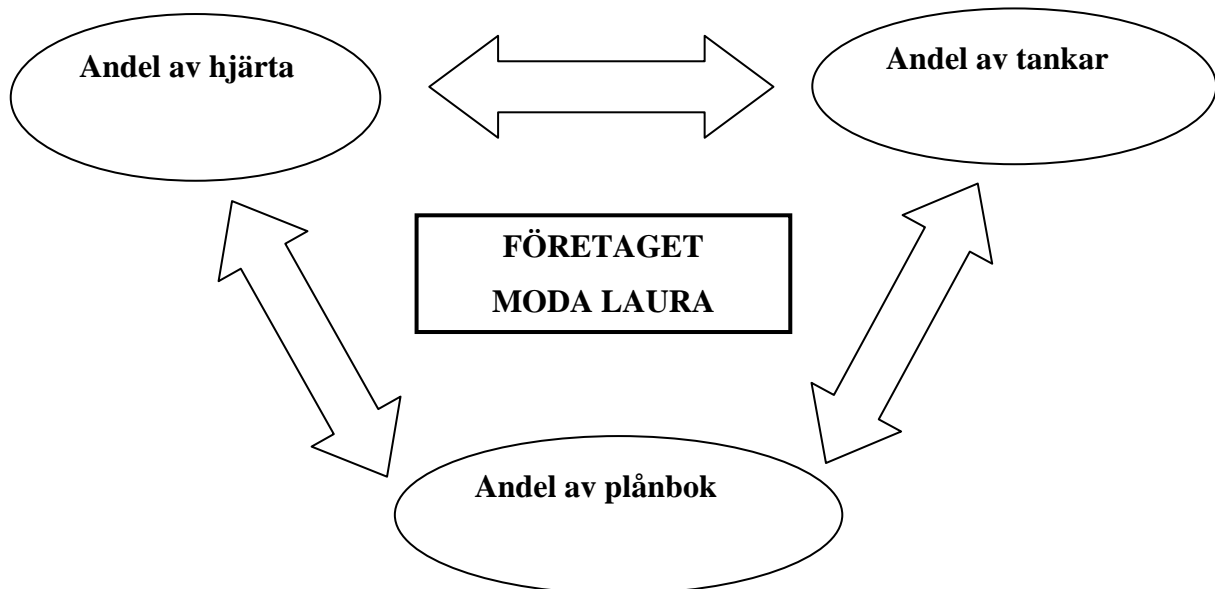 Andel av hjärta
Andel av tankar
FÖRETAGET
MODA LAURA
Andel av plånbok